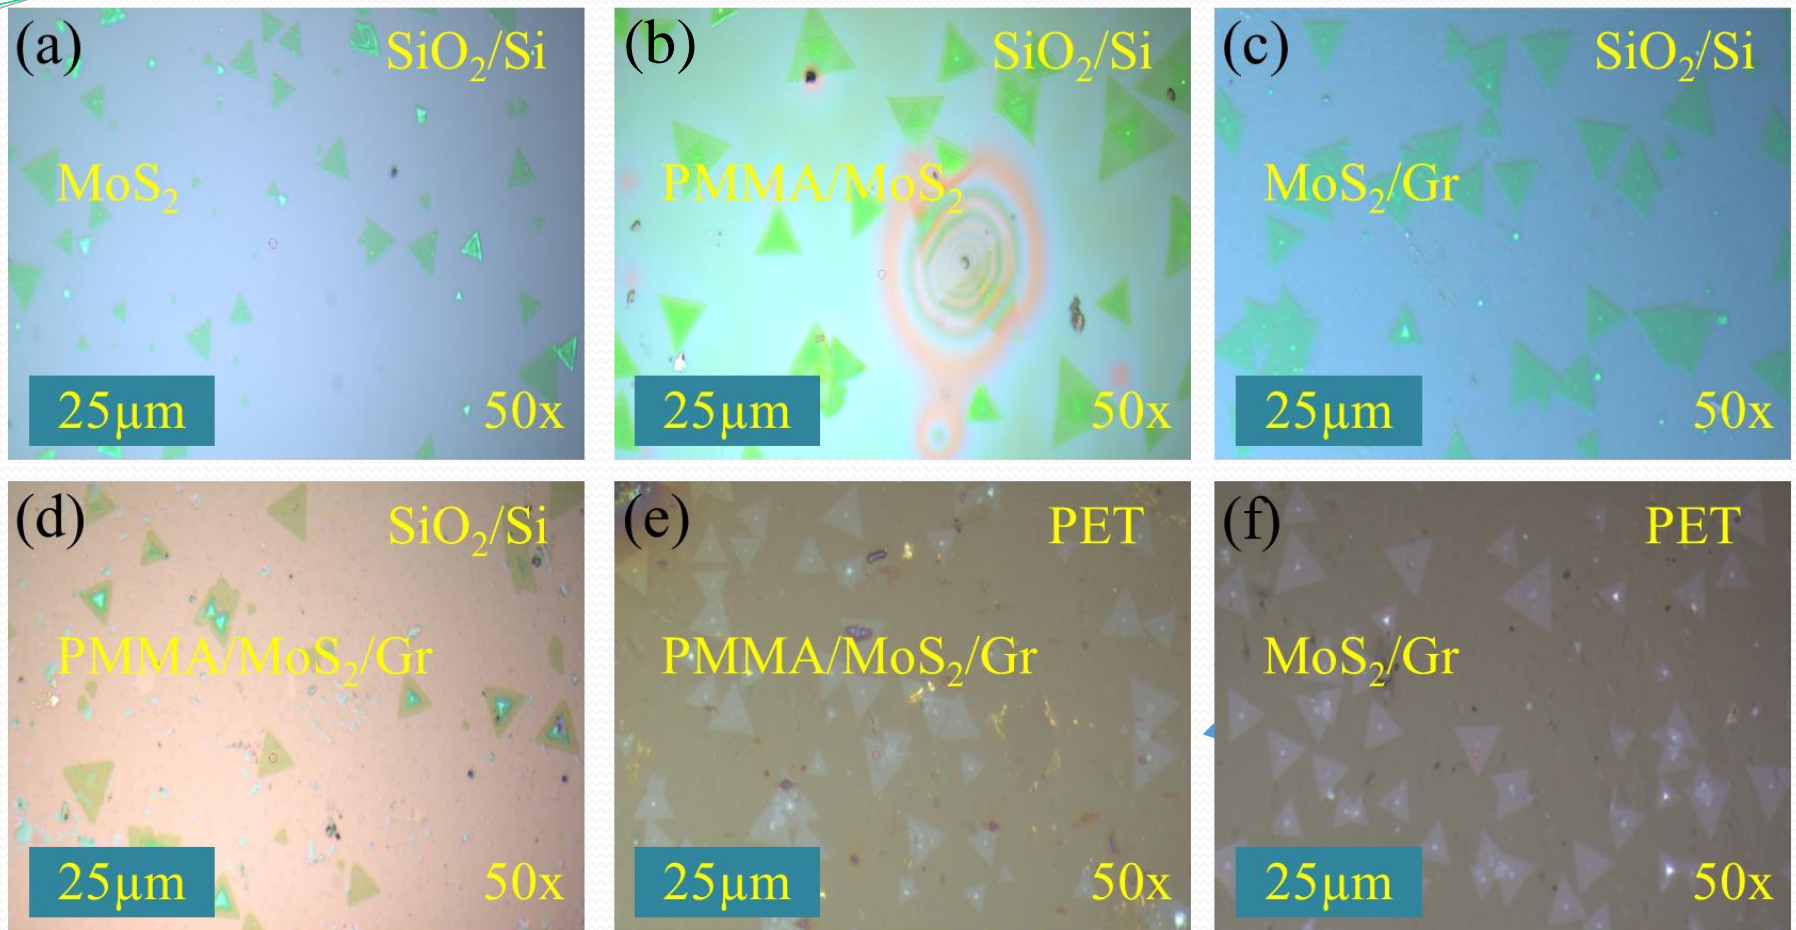 (a) SiO₂/Si
MoS₂
25μm 50x
(b) SiO₂/Si
PMMA/MoS₂
25μm 50x
(c) SiO₂/Si
MoS₂/Gr
25μm 50x
(d) SiO₂/Si
PMMA/MoS₂/Gr
25μm 50x
(e) PET
PMMA/MoS₂/Gr
25μm 50x
(f) PET
MoS₂/Gr
25μm 50x